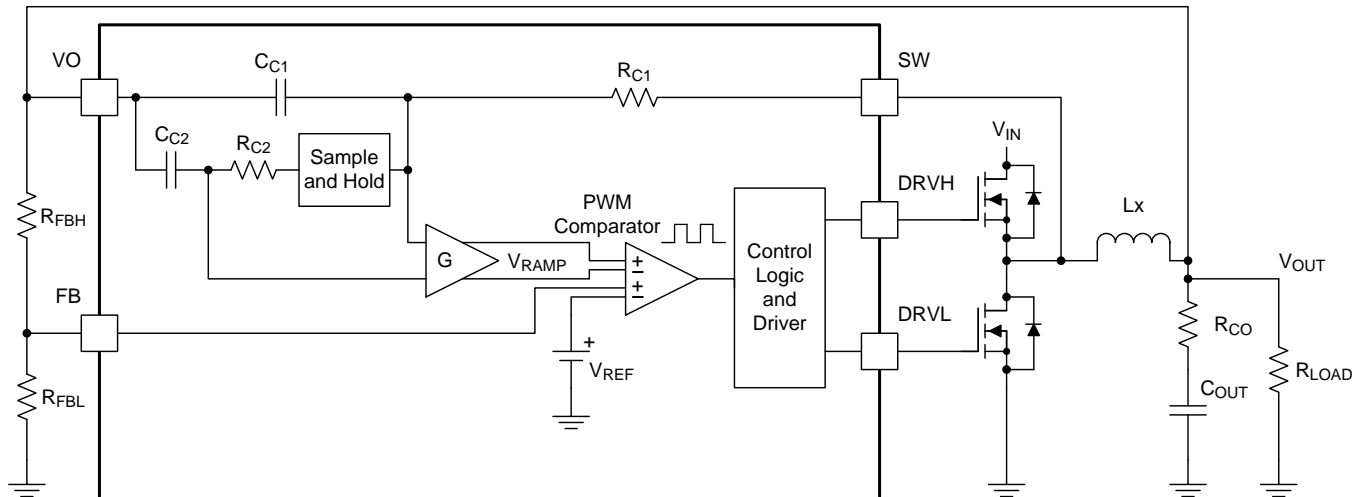 VO
CC1
RC1
SW
CC2
RC2
Sample
and Hold
VIN
DRVH
RFBH
PWM
Comparator
Lx
G
VRAMP
+
−
+
−
Control
Logic
and
Driver
VOUT
FB
DRVL
RCO
+
VREF
RFBL
RLOAD
COUT